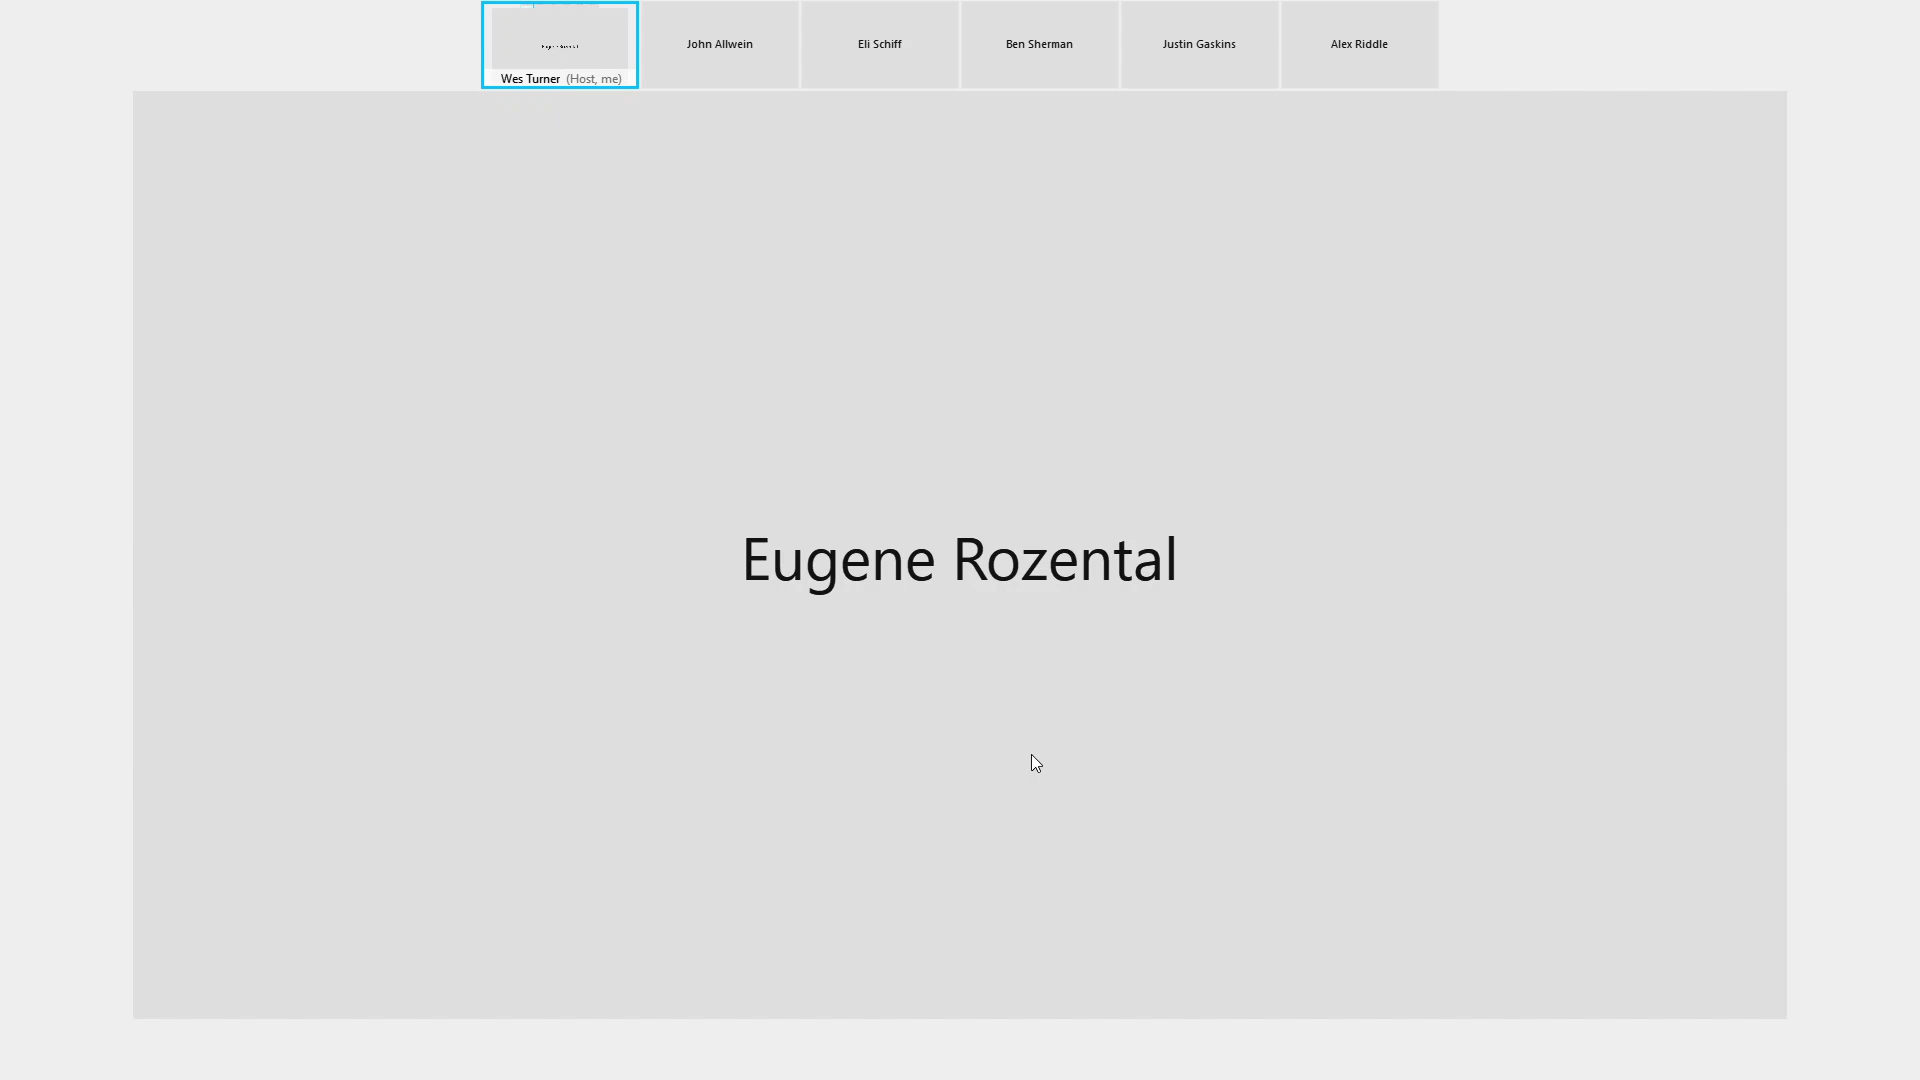 Wes Turner (Host, me)
John Allwein
Eli Schiff
Ben Sherman
Justin Gaskins
Alex Riddle
Eugene Rozental